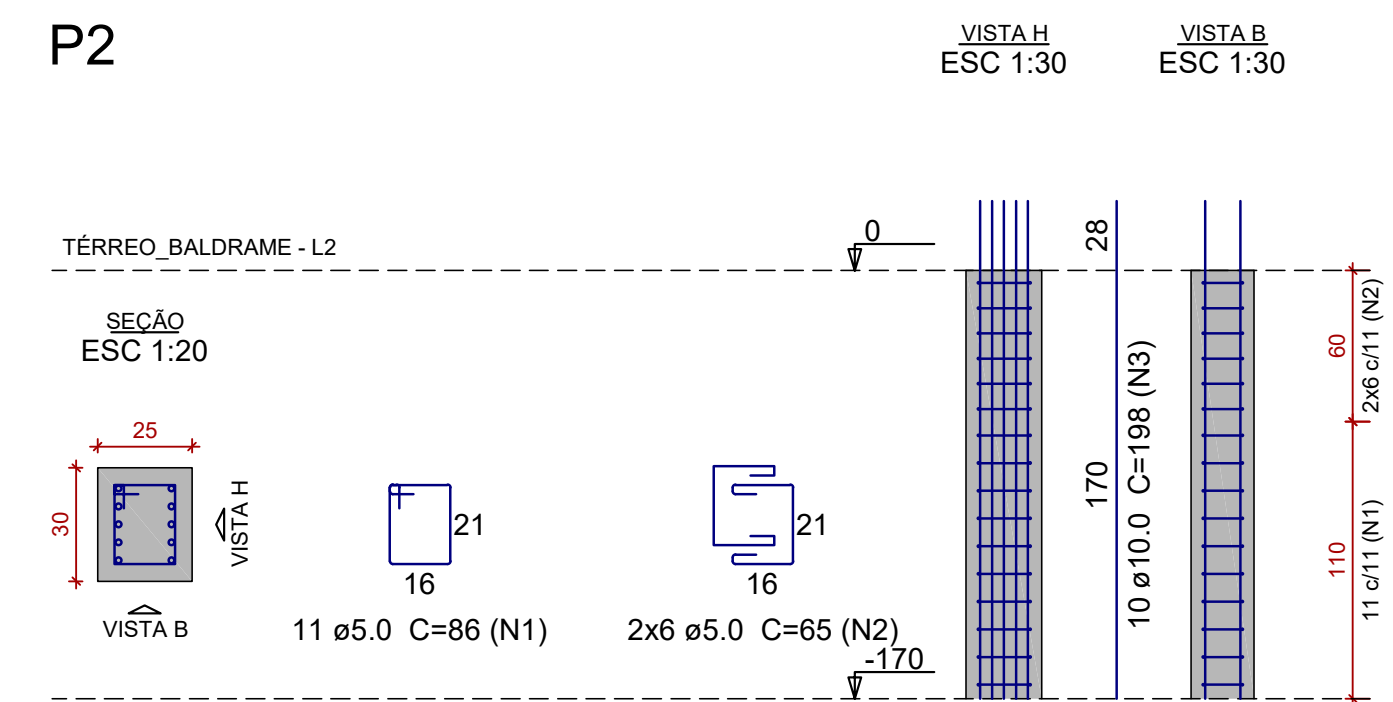 P2
VISTA H
ESC 1:30
VISTA B
ESC 1:30
TÉRREO_BALDRAME - L2
0
28
SEÇÃO
ESC 1:20
25
30
VISTA H
VISTA B
21
16
11 ø5.0 C=86 (N1)
21
16
2x6 ø5.0 C=65 (N2)
-170
170
10 ø10.0 C=198 (N3)
60
2x6 c/11 (N2)
110
11 c/11 (N1)